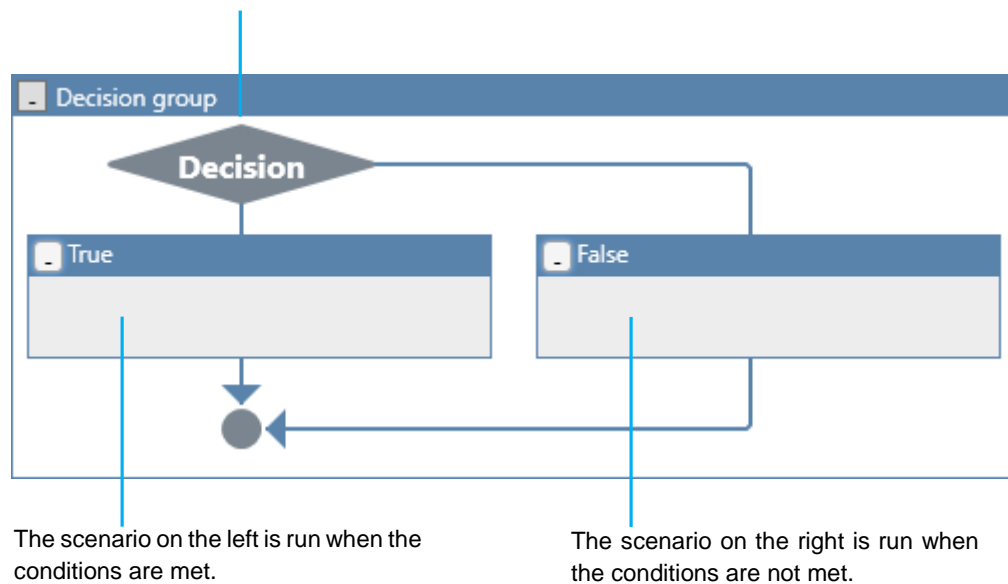 Decision group
Decision
True
False
The scenario on the left is run when the
conditions are met.
The scenario on the right is run when
the conditions are not met.